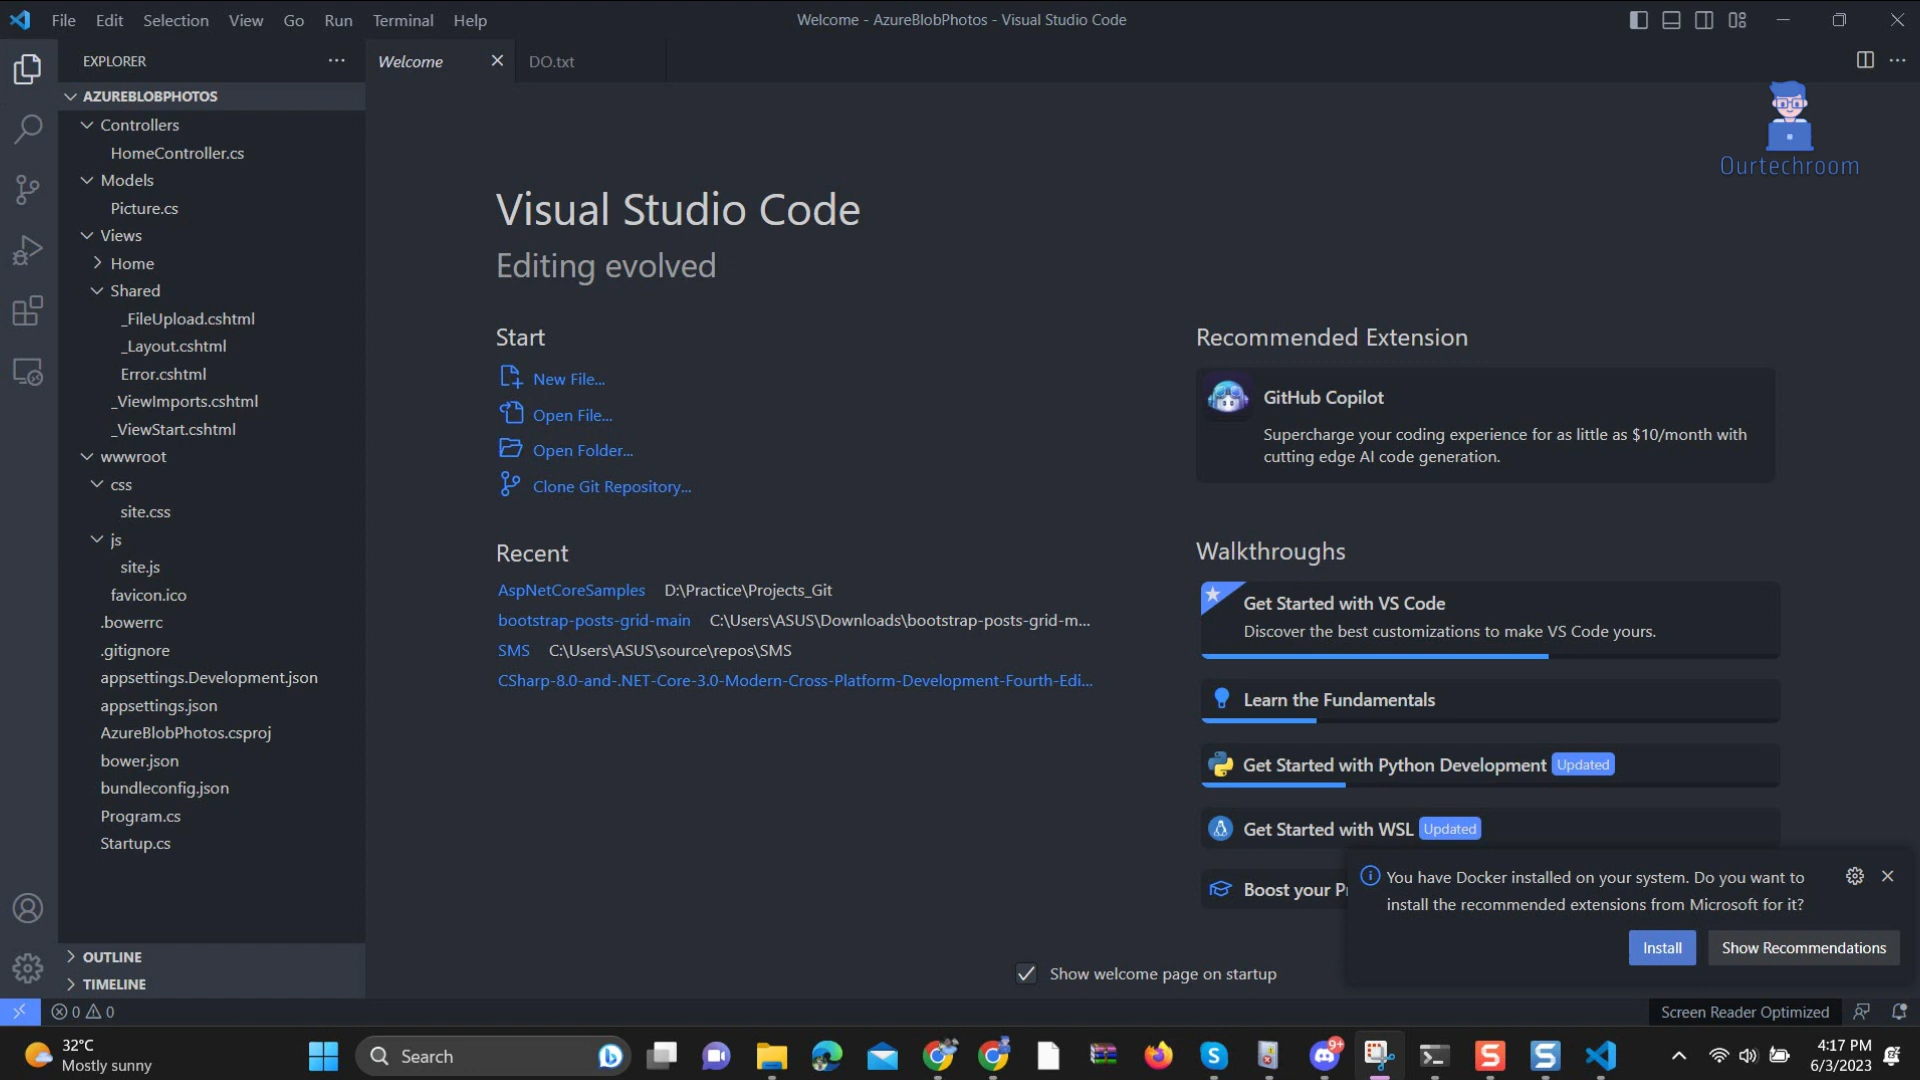 File Edit Selection View Go Run Terminal Help
Welcome - AzureBlobPhotos - Visual Studio Code
EXPLORER
Welcome
DO.txt
AZUREBLOBPHOTOS
Controllers
HomeController.cs
Models
Picture.cs
Views
Home
Shared
_FileUpload.cshtml
_Layout.cshtml
Error.cshtml
_ViewImports.cshtml
_ViewStart.cshtml
wwwroot
css
site.css
js
site.js
favicon.ico
.bowerrc
.gitignore
appsettings.Development.json
appsettings.json
AzureBlobPhotos.csproj
bower.json
bundleconfig.json
Program.cs
Startup.cs
OUTLINE
TIMELINE
Ourtechroom
Visual Studio Code
Editing evolved
Start
New File...
Open File...
Open Folder...
Clone Git Repository...
Recent
AspNetCoreSamples D:\Practice\Projects_Git
bootstrap-posts-grid-main C:\Users\ASUS\Downloads\bootstrap-posts-grid-m...
SMS C:\Users\ASUS\source\repos\SMS
CSharp-8.0-and-.NET-Core-3.0-Modern-Cross-Platform-Development-Fourth-Edi...
Recommended Extension
GitHub Copilot
Supercharge your coding experience for as little as $10/month with
cutting edge AI code generation.
Walkthroughs
Get Started with VS Code
Discover the best customizations to make VS Code yours.
Learn the Fundamentals
Get Started with Python Development Updated
Get Started with WSL Updated
Boost your Pr
You have Docker installed on your system. Do you want to
install the recommended extensions from Microsoft for it?
Install Show Recommendations
Show welcome page on startup
0 0
Screen Reader Optimized
32°C
Mostly sunny
Search
9+
4:17 PM
6/3/2023